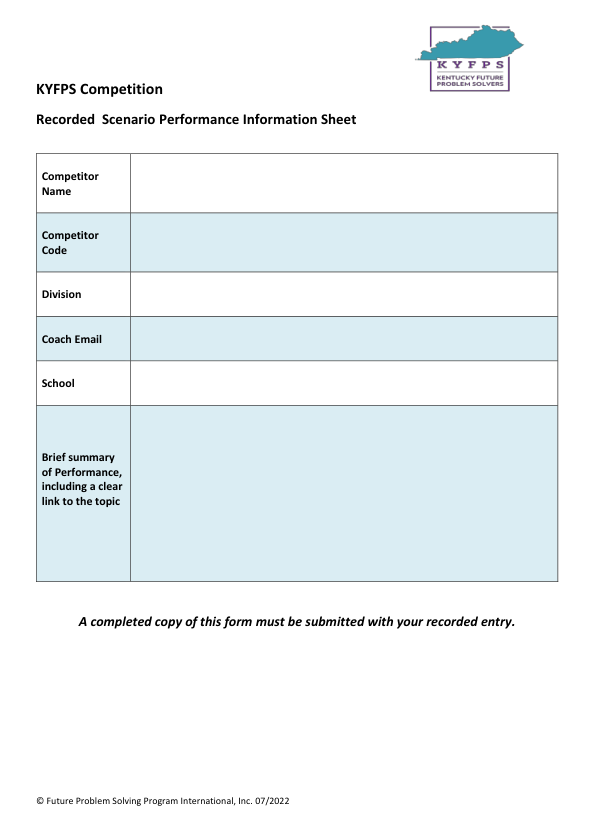 KYFPS
KENTUCKY FUTURE
PROBLEM SOLVERS
KYFPS Competition
Recorded  Scenario Performance Information Sheet
Competitor
Name
Competitor
Code
Division
Coach Email
School
Brief summary
of Performance,
including a clear
link to the topic
A completed copy of this form must be submitted with your recorded entry.
© Future Problem Solving Program International, Inc. 07/2022